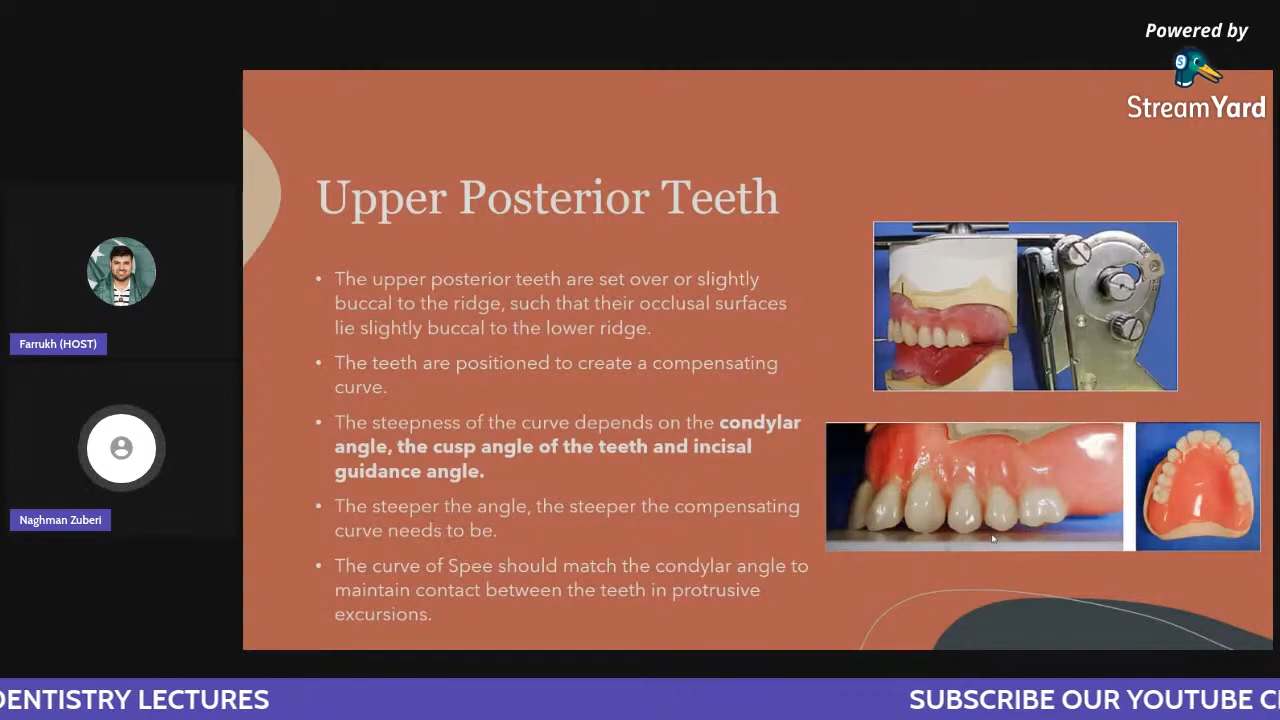 Powered by
StreamYard
Upper Posterior Teeth
• The upper posterior teeth are set over or slightly
buccal to the ridge, such that their occlusal surfaces
lie slightly buccal to the lower ridge.
• The teeth are positioned to create a compensating
curve.
• The steepness of the curve depends on the condylar
angle, the cusp angle of the teeth and incisal
guidance angle.
• The steeper the angle, the steeper the compensating
curve needs to be.
• The curve of Spee should match the condylar angle to
maintain contact between the teeth in protrusive
excursions.
Farrukh (HOST)
Naghman Zuberi
DENTISTRY LECTURES
SUBSCRIBE OUR YOUTUBE C